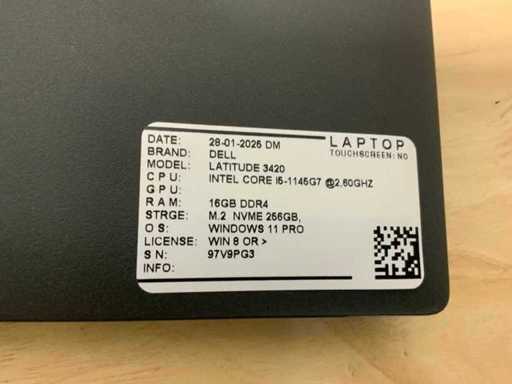 LAPTOP
TOUCHSCREEN: NO
DATE: 28-01-2025 DM
BRAND: DELL
MODEL: LATITUDE 3420
CPU: INTEL CORE I5-1145G7 @2,60GHZ
GPU:
RAM: 16GB DDR4
STRGE: M.2 NVME 256GB,
OS: WINDOWS 11 PRO
LICENSE: WIN 8 OR >
SN: 97V9PG3
INFO: